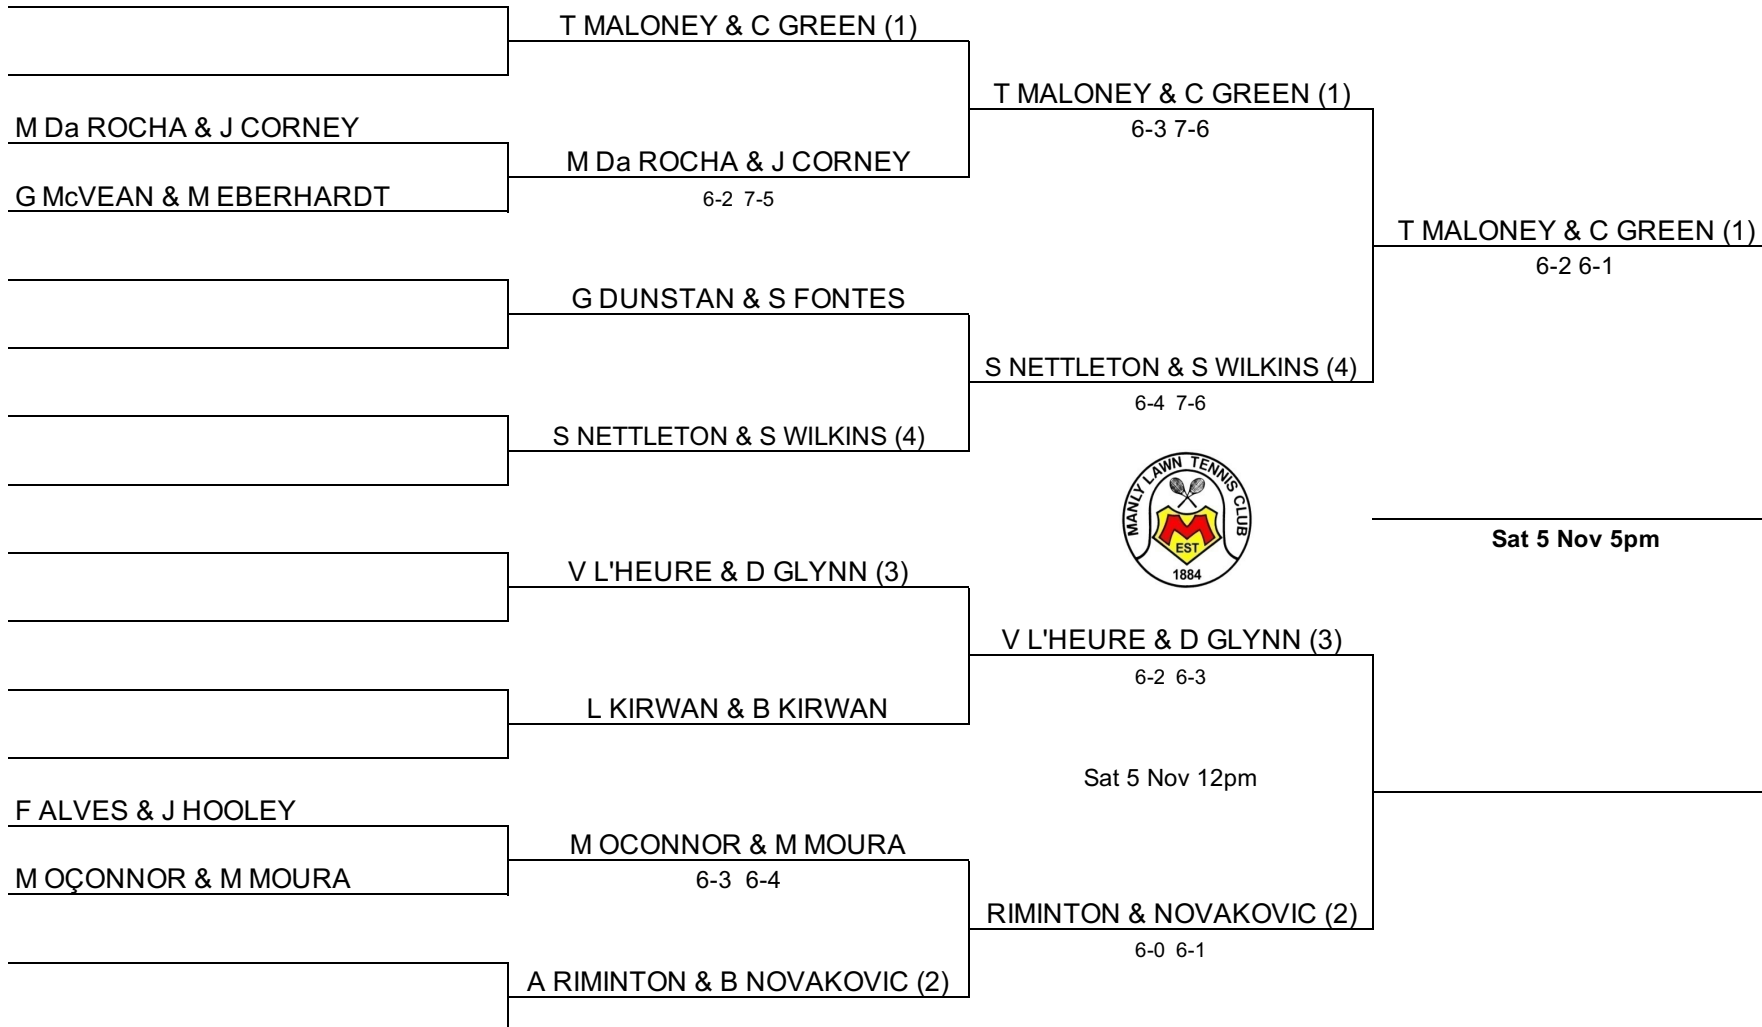 M Da ROCHA & J CORNEY
G McVEAN & M EBERHARDT
F ALVES & J HOOLEY
M OÇONNOR & M MOURA
T MALONEY & C GREEN (1)
M Da ROCHA & J CORNEY
6-2 7-5
G DUNSTAN & S FONTES
S NETTLETON & S WILKINS (4)
V L'HEURE & D GLYNN (3)
L KIRWAN & B KIRWAN
M OCONNOR & M MOURA
6-3 6-4
A RIMINTON & B NOVAKOVIC (2)
T MALONEY & C GREEN (1)
6-3 7-6
S NETTLETON & S WILKINS (4)
6-4 7-6
MANLY LAWN TENNIS CLUB
M
EST
1884
V L'HEURE & D GLYNN (3)
6-2 6-3
Sat 5 Nov 12pm
RIMINTON & NOVAKOVIC (2)
6-0 6-1
T MALONEY & C GREEN (1)
6-2 6-1
Sat 5 Nov 5pm